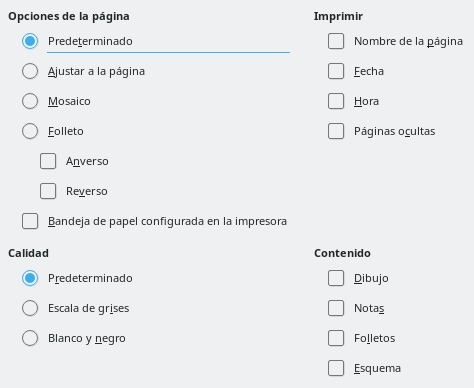 Opciones de la página
Predeterminado
Ajustar a la página
Mosaico
Folleto
Anverso
Reverso
Bandeja de papel configurada en la impresora
Imprimir
Nombre de la página
Fecha
Hora
Páginas ocultas
Calidad
Predeterminado
Escala de grises
Blanco y negro
Contenido
Dibujo
Notas
Folletos
Esquema